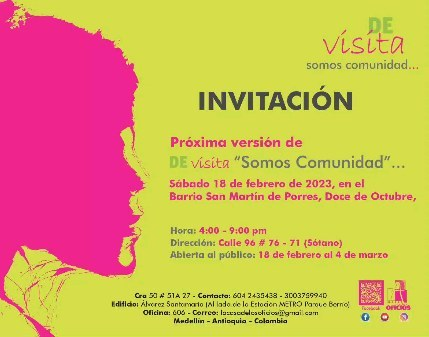 DE
visita
somos comunidad...
INVITACIÓN
Próxima versión de
DE visita "Somos Comunidad"...
Sábado 18 de febrero de 2023, en el
Barrio San Martín de Porres, Doce de Octubre,
Hora: 4:00 - 9:00 pm
Dirección: Calle 96 # 76 - 71 (Sótano)
Abierta al público: 18 de febrero al 4 de marzo
Cra 50 # 51A 27 - Contacto: 604 2435438 - 3003759940
Edificio: Álvarez Santamaría (Al lado de la Estación METRO Parque Berrío)
Oficina: 606 - Correo: lacasadelosoficios@gmail.com
Medellín - Antioquia - Colombia
oficios